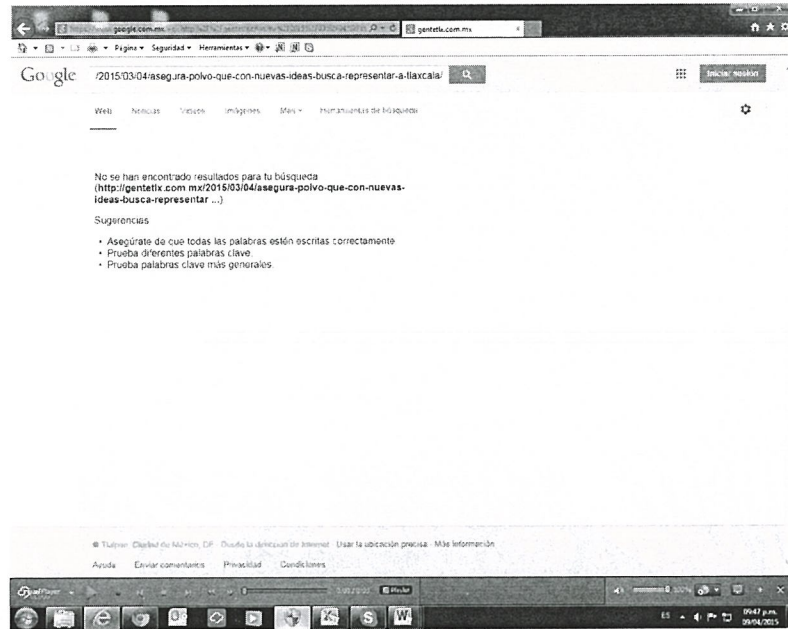 google.com.mx
gentetlx.com.mx
Página Seguridad Herramientas
Google /2015/03/04/asegura-polvo-que-con-nuevas-ideas-busca-representar-a-tlaxcala/ Iniciar sesión
Web Noticias Videos Imágenes Más Herramientas de búsqueda
No se han encontrado resultados para tu búsqueda
(http://gentetlx.com mx/2015/03/04/asegura-polvo-que-con-nuevas-
ideas-busca-representar ...)
Sugerencias
• Asegúrate de que todas las palabras estén escritas correctamente
• Prueba diferentes palabras clave.
• Prueba palabras clave más generales.
Tlalpan, Ciudad de México, DF - Desde la dirección de Internet - Usar la ubicación precisa - Más información
Ayuda Enviar comentarios Privacidad Condiciones
ES 09:47 p.m.
09/04/2015